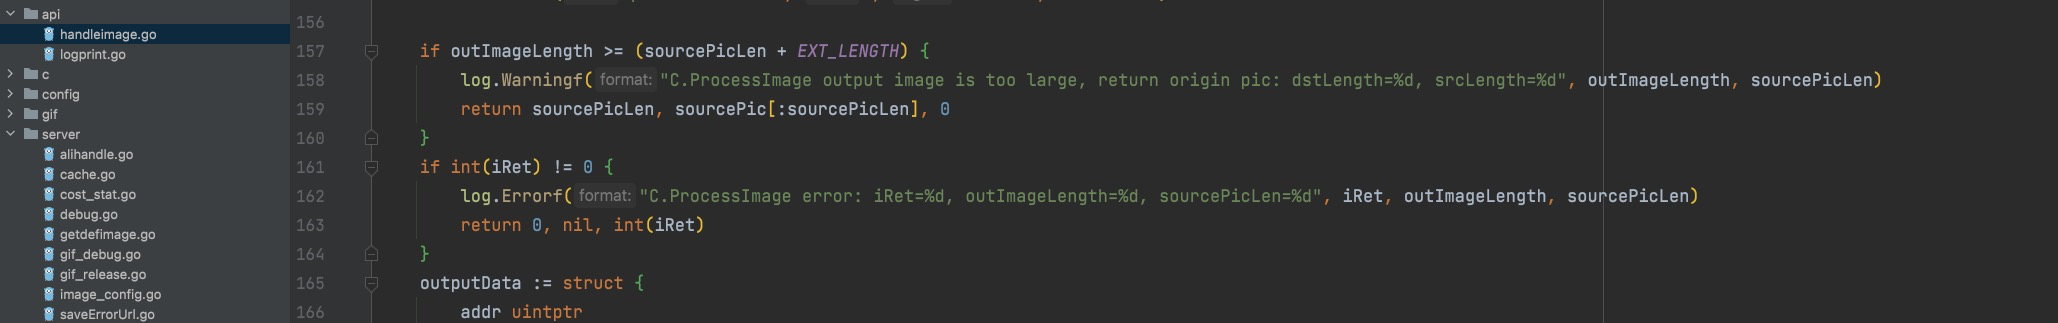 api
handleimage.go
logprint.go
c
config
gif
server
alihandle.go
cache.go
cost_stat.go
debug.go
getdefimage.go
gif_debug.go
gif_release.go
image_config.go
saveErrorUrl.go
156
157 if outImageLength >= (sourcePicLen + EXT_LENGTH) {
158 log.Warningf( format: "C.ProcessImage output image is too large, return origin pic: dstLength=%d, srcLength=%d", outImageLength, sourcePicLen)
159 return sourcePicLen, sourcePic[:sourcePicLen], 0
160 }
161 if int(iRet) != 0 {
162 log.Errorf( format: "C.ProcessImage error: iRet=%d, outImageLength=%d, sourcePicLen=%d", iRet, outImageLength, sourcePicLen)
163 return 0, nil, int(iRet)
164 }
165 outputData := struct {
166 addr uintptr